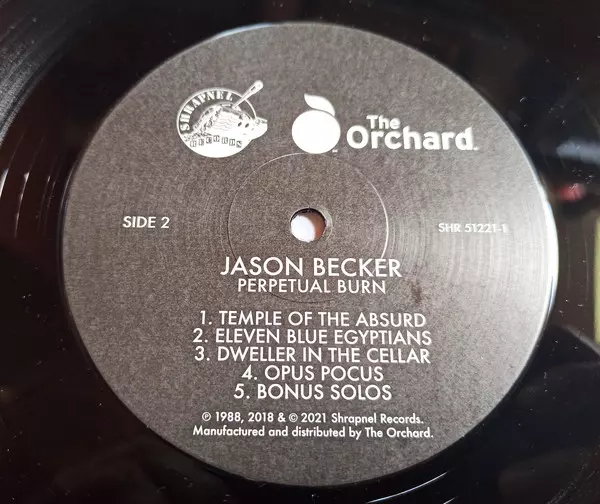 SHRAPNEL
RECORDS
The
Orchard
SIDE 2
SHR 51221-1
JASON BECKER
PERPETUAL BURN
1. TEMPLE OF THE ABSURD
2. ELEVEN BLUE EGYPTIANS
3. DWELLER IN THE CELLAR
4. OPUS POCUS
5. BONUS SOLOS
℗ 1988, 2018 & © 2021 Shrapnel Records.
Manufactured and distributed by The Orchard.